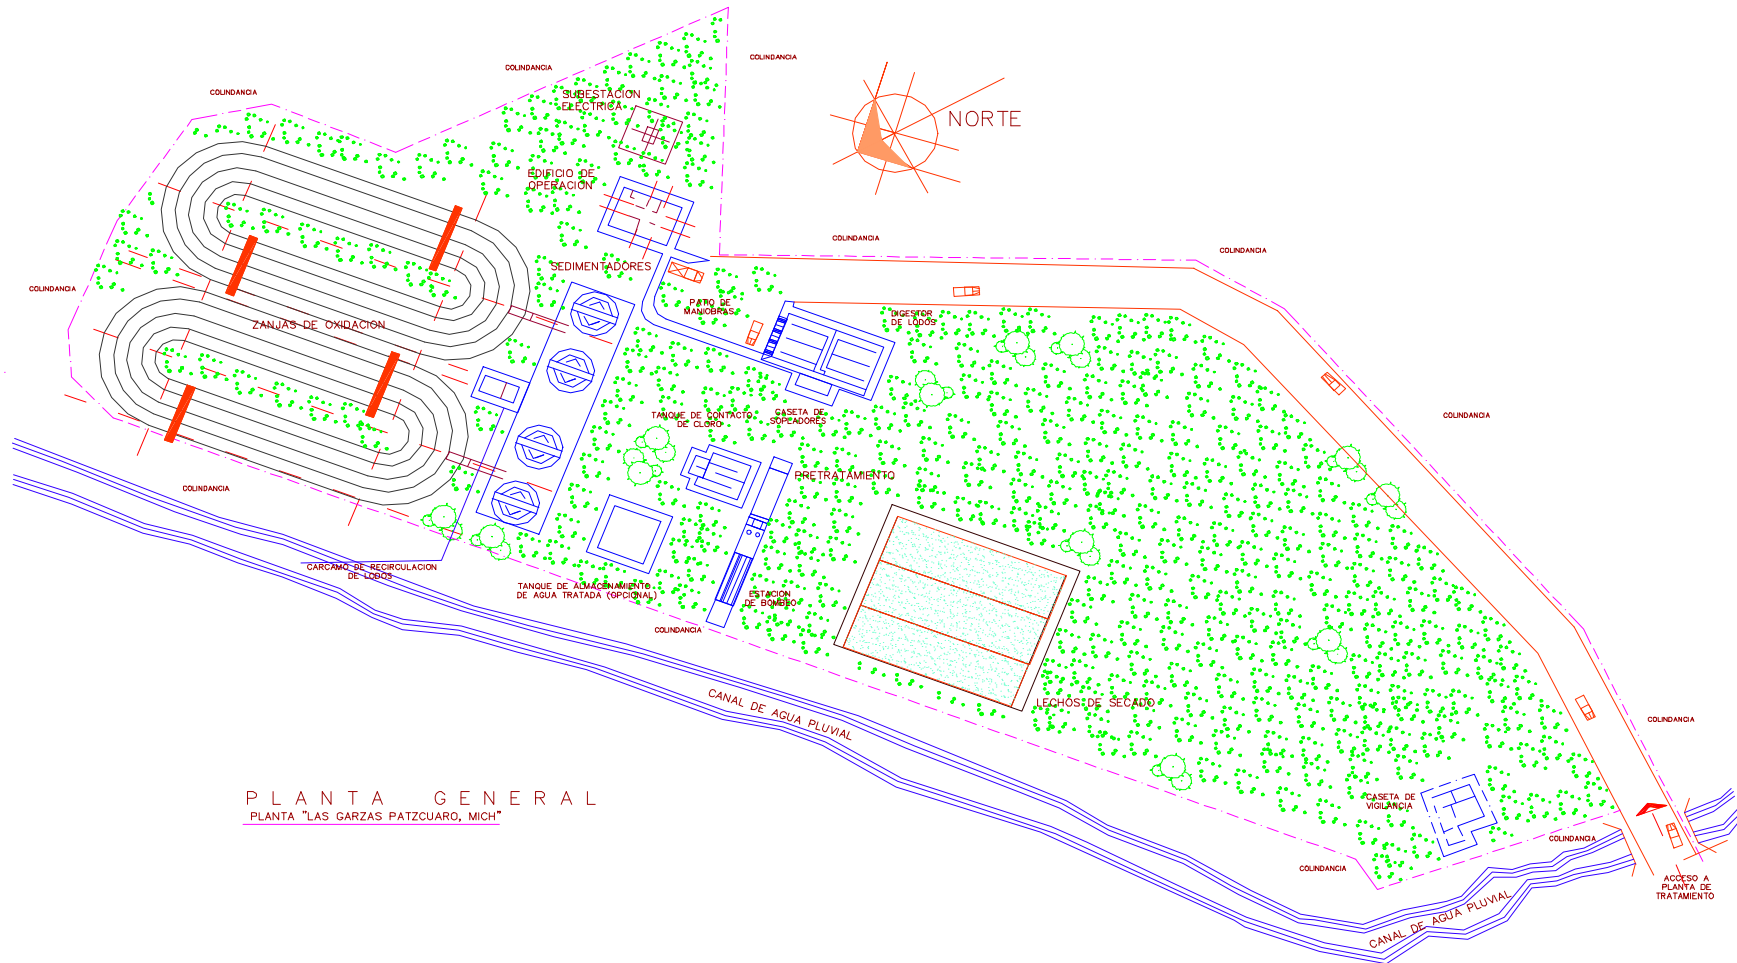 COLINDANCIA
COLINDANCIA
COLINDANCIA
SUBESTACION
ELECTRICA
NORTE
EDIFICIO DE
OPERACION
COLINDANCIA
COLINDANCIA
SEDIMENTADORES
COLINDANCIA
PATIO DE
MANIOBRAS
DIGESTOR
DE LODOS
ZANJAS DE OXIDACION
TANQUE DE CONTACTO
DE CLORO
CASETA DE
SOPLADORES
COLINDANCIA
PRETRATAMIENTO
COLINDANCIA
CARCAMO DE RECIRCULACION
DE LODOS
TANQUE DE ALMACENAMIENTO
DE AGUA TRATADA (OPCIONAL)
ESTACION
DE BOMBEO
COLINDANCIA
CANAL DE AGUA PLUVIAL
LECHOS DE SECADO
COLINDANCIA
PLANTA GENERAL
PLANTA "LAS GARZAS PATZCUARO, MICH"
CASETA DE
VIGILANCIA
COLINDANCIA
COLINDANCIA
ACCESO A
PLANTA DE
TRATAMIENTO
CANAL DE AGUA PLUVIAL